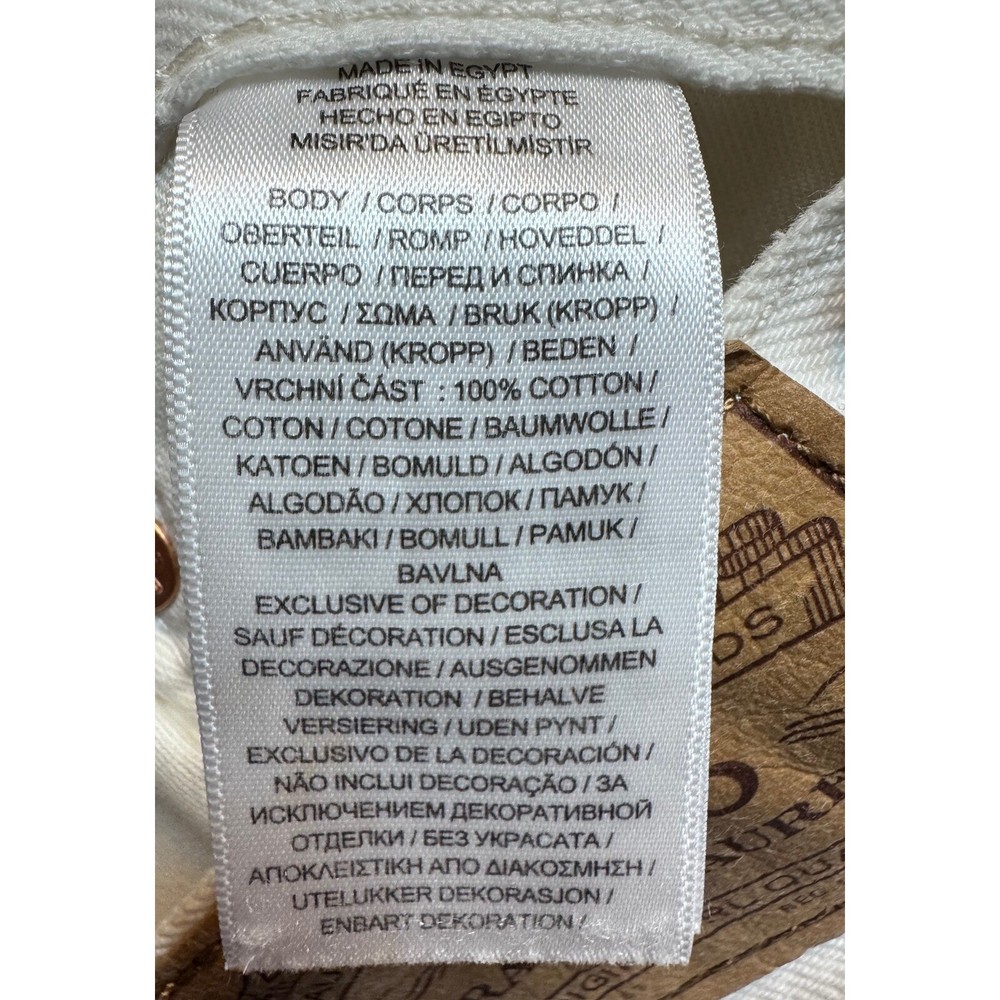 MADE IN EGYPT
FABRIQUÉ EN ÉGYPTE
HECHO EN EGIPTO
MISIR'DA ÜRETİLMİŞTİR
BODY / CORPS / CORPO /
OBERTEIL / ROMP / HOVEDDEL /
CUERPO / ПЕРЕД И СПИНКА /
КОРПУС / ΣΩΜΑ / BRUK (KROPP) /
ANVÄND (KROPP) / BEDEN /
VRCHNÍ ČÁST : 100% COTTON /
COTON / COTONE / BAUMWOLLE /
KATOEN / BOMULD / ALGODÓN /
ALGODÃO / ХЛОПОК / ПАМУК /
BAMBAKI / BOMULL / PAMUK /
BAVLNA
EXCLUSIVE OF DECORATION /
SAUF DÉCORATION / ESCLUSA LA
DECORAZIONE / AUSGENOMMEN
DEKORATION / BEHALVE
VERSIERING / UDEN PYNT /
EXCLUSIVO DE LA DECORACIÓN /
NÃO INCLUI DECORAÇÃO / ЗА
ИСКЛЮЧЕНИЕМ ДЕКОРАТИВНОЙ
ОТДЕЛКИ / БЕЗ УКРАСАТА /
ΑΠΟΚΛΕΙΣΤΙΚΗ ΑΠΟ ΔΙΑΚΟΣΜΗΣΗ /
UTELUKKER DEKORASJON /
ENBART DEKORATION /